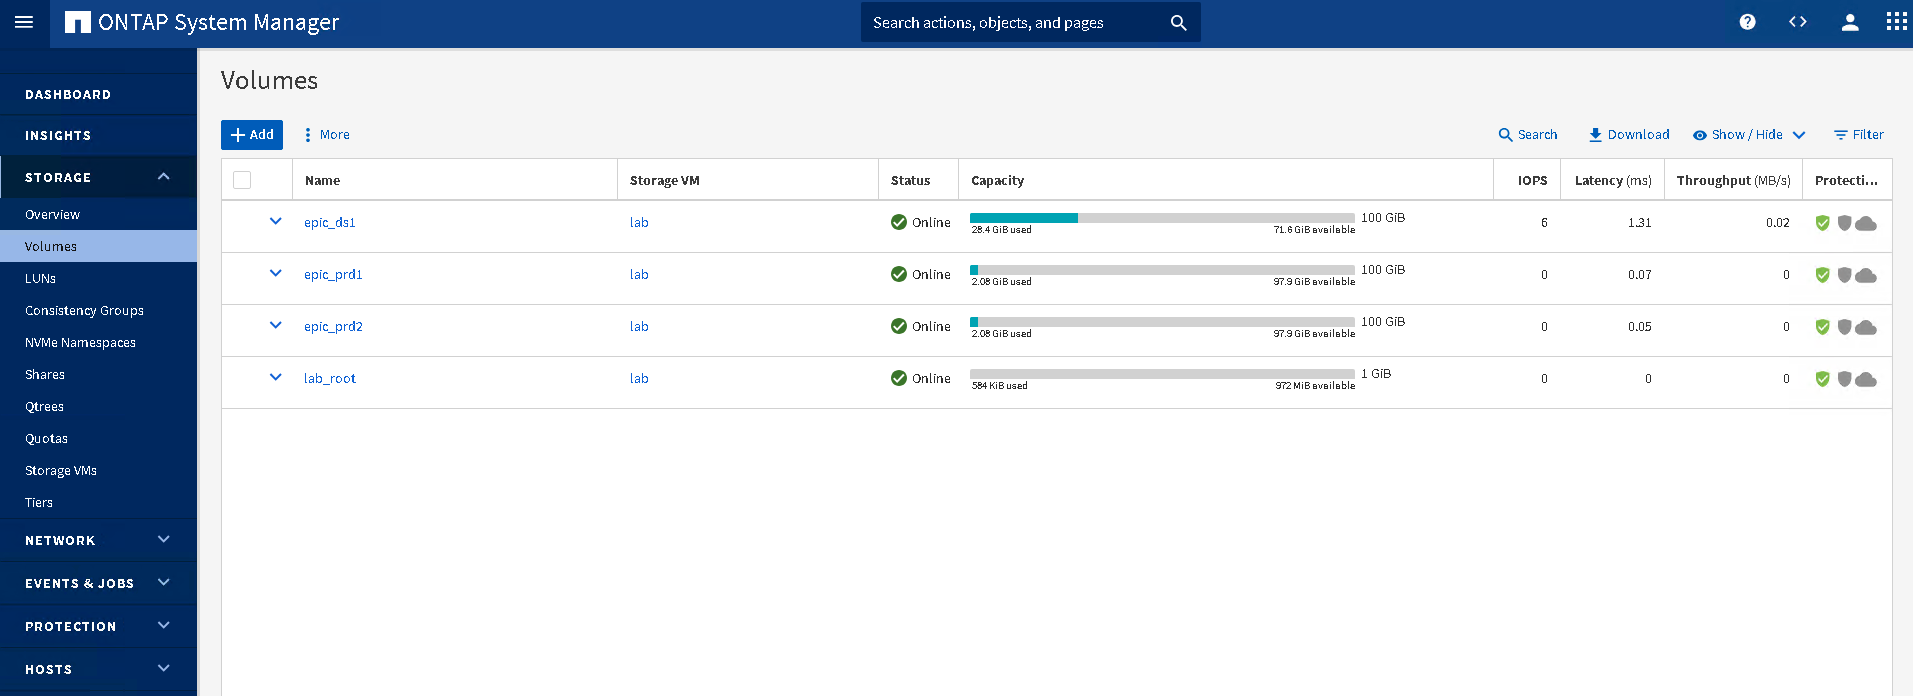 ONTAP System Manager
Search actions, objects, and pages
DASHBOARD
INSIGHTS
STORAGE
Overview
Volumes
LUNs
Consistency Groups
NVMe Namespaces
Shares
Qtrees
Quotas
Storage VMs
Tiers
NETWORK
EVENTS & JOBS
PROTECTION
HOSTS
Volumes
Add More Search Download Show / Hide Filter
Name Storage VM Status Capacity IOPS Latency (ms) Throughput (MB/s) Protecti...
epic_ds1 lab Online 100 GiB 6 1.31 0.02
28.4 GiB used 71.6 GiB available
epic_prd1 lab Online 100 GiB 0 0.07 0
2.08 GiB used 97.9 GiB available
epic_prd2 lab Online 100 GiB 0 0.05 0
2.08 GiB used 97.9 GiB available
lab_root lab Online 1 GiB 0 0 0
584 KiB used 972 MiB available